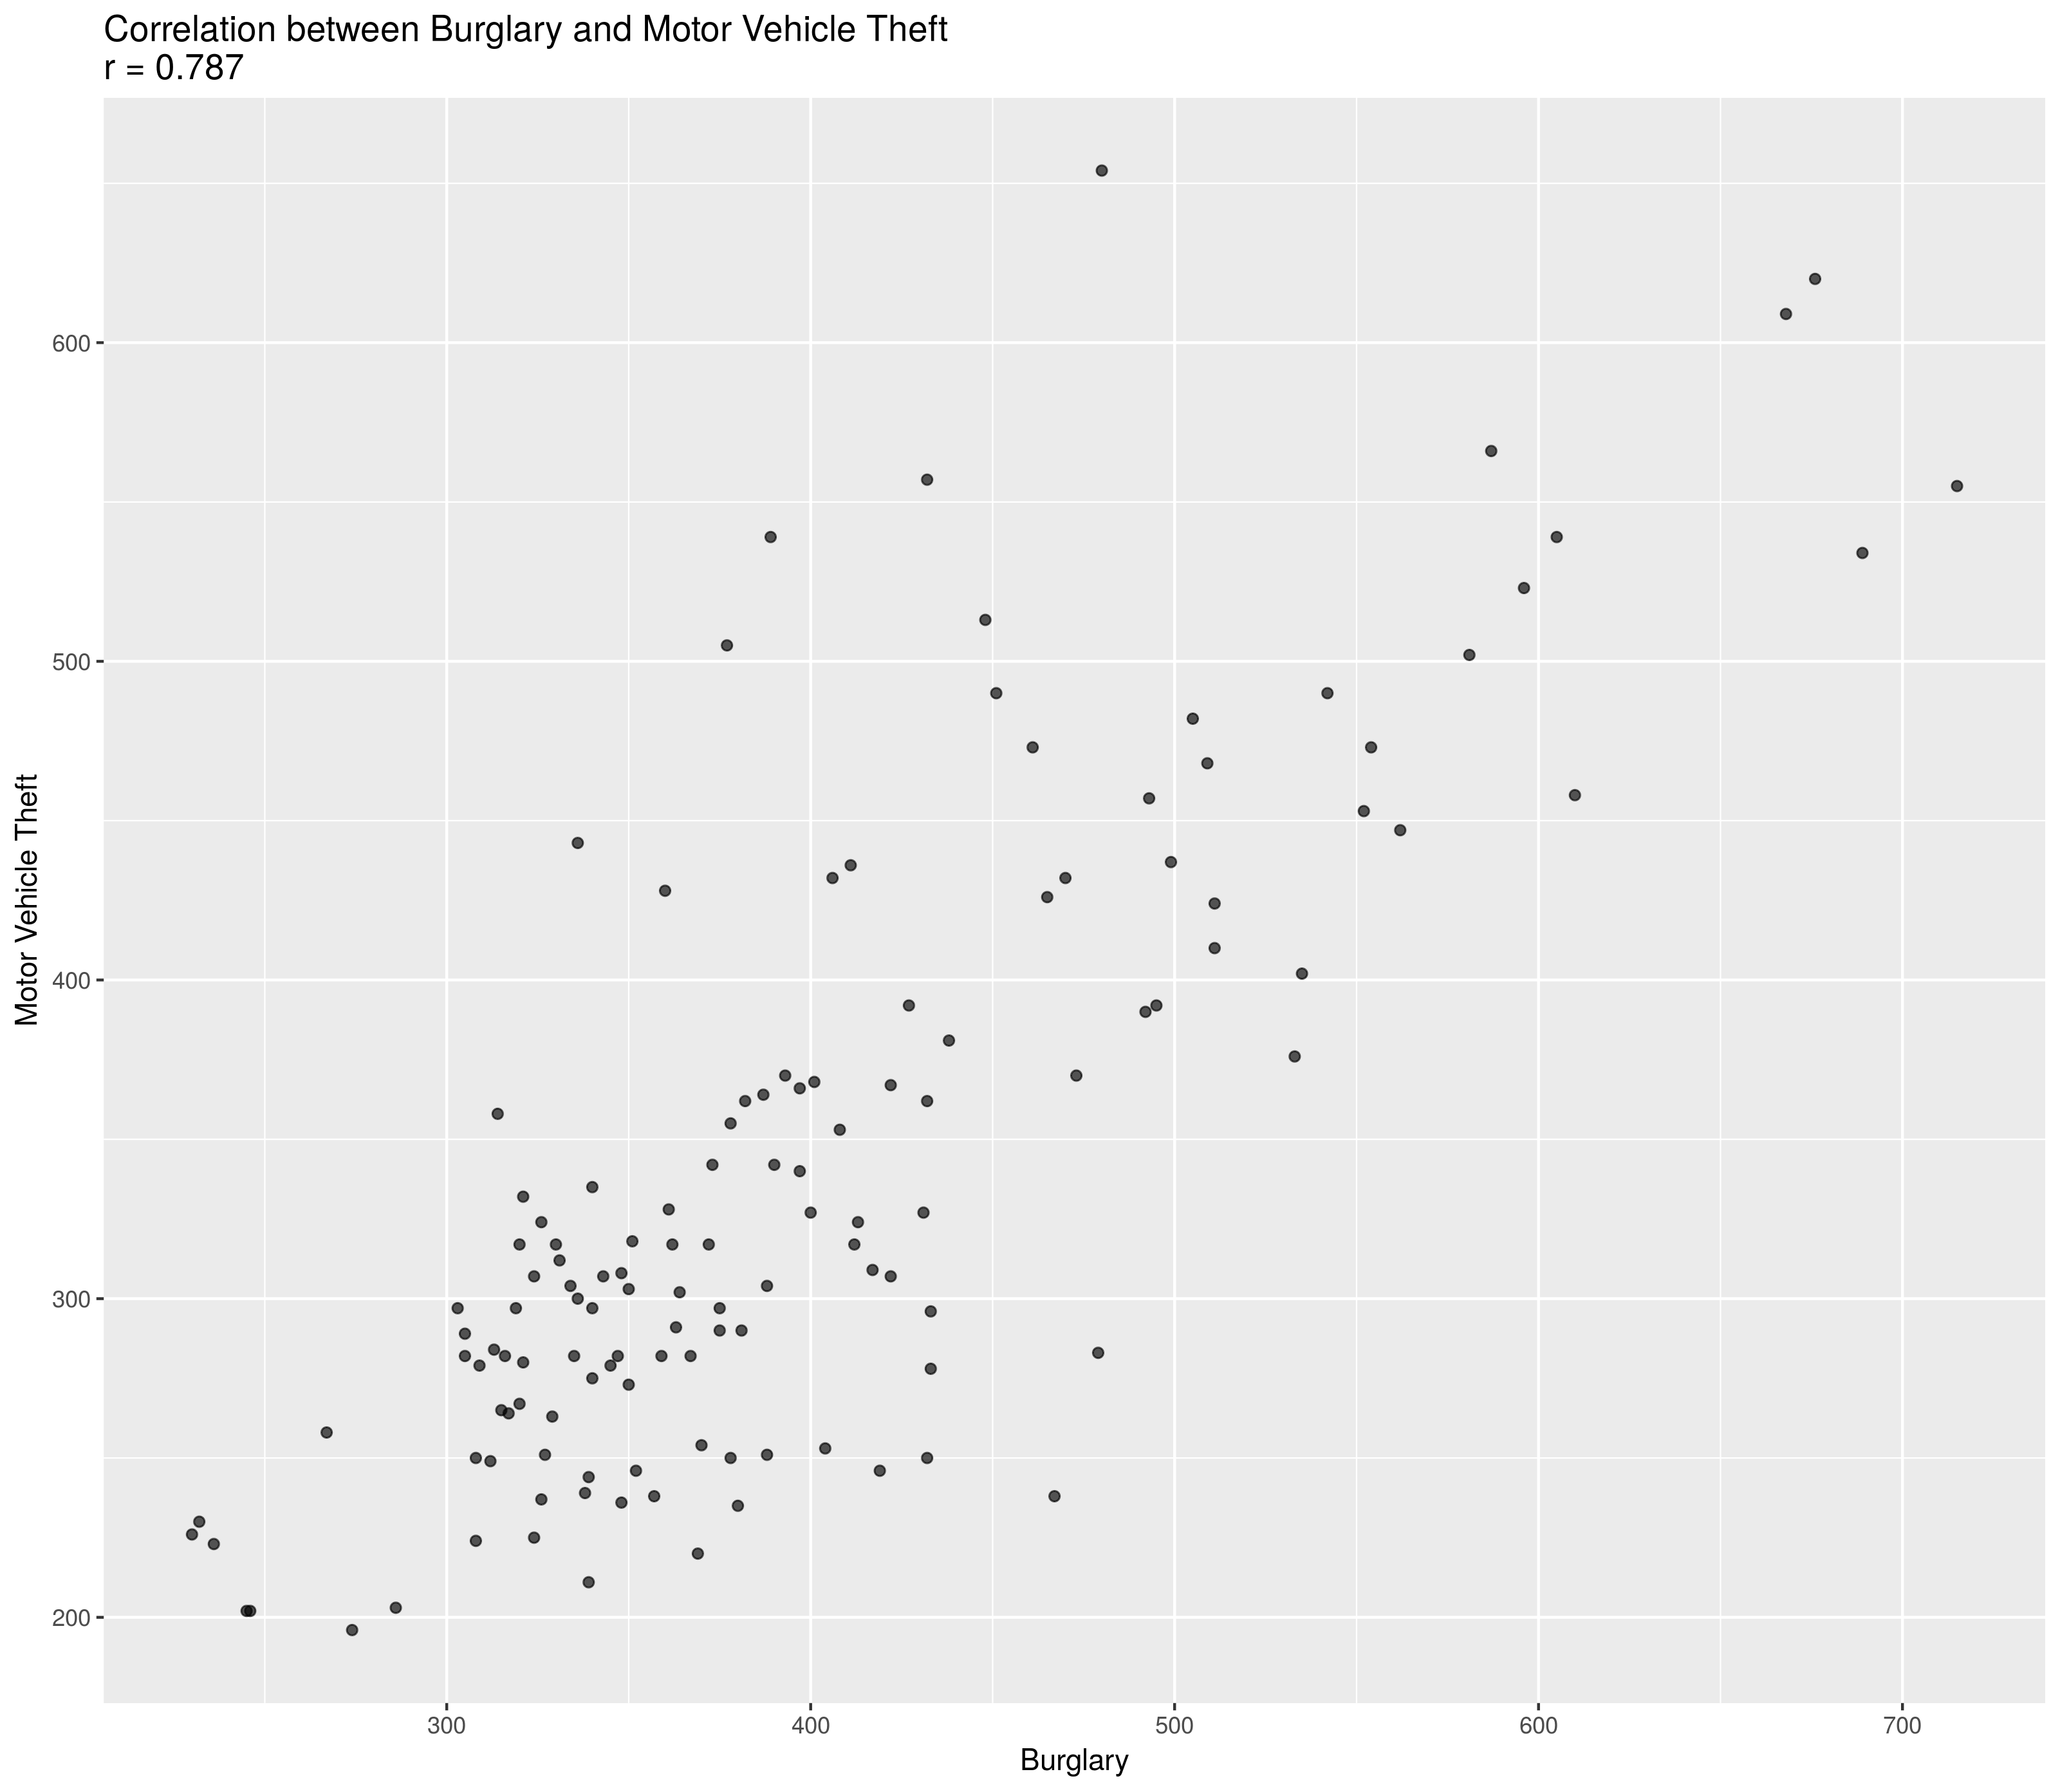 Correlation between Burglary and Motor Vehicle Theft
r = 0.787
Motor Vehicle Theft
600
500
400
300
200
300 400 500 600 700
Burglary